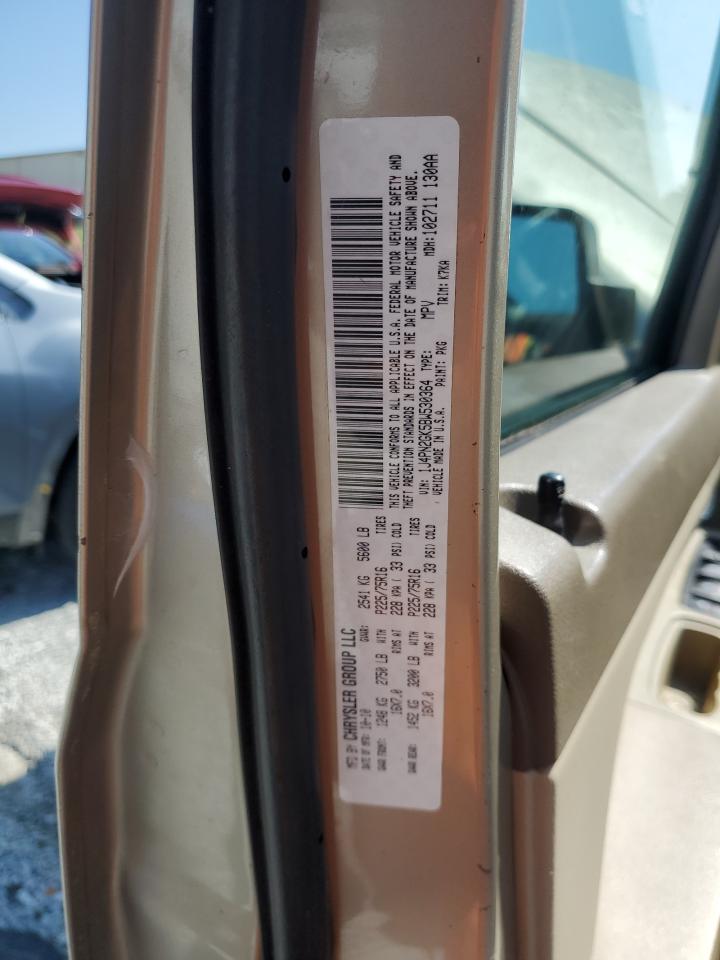 MFD BY CHRYSLER GROUP LLC
DATE OF MFR: 10-10 GVWR: 2541 KG 5600 LB
GAWR FRONT: 1248 KG 2750 LB WITH P225/75R16 TIRES
16X7.0 RIMS AT 228 KPA ( 33 PSI) COLD
GAWR REAR: 1452 KG 3200 LB WITH P225/75R16 TIRES
16X7.0 RIMS AT 228 KPA ( 33 PSI) COLD
THIS VEHICLE CONFORMS TO ALL APPLICABLE U.S.A. FEDERAL MOTOR VEHICLE SAFETY AND
THEFT PREVENTION STANDARDS IN EFFECT ON THE DATE OF MANUFACTURE SHOWN ABOVE.
VIN: 1J4PN2GK5BW530364 TYPE: MPV MDH: 102711 130AA
VEHICLE MADE IN U.S.A. PAINT: PKG TRIM: K7KA